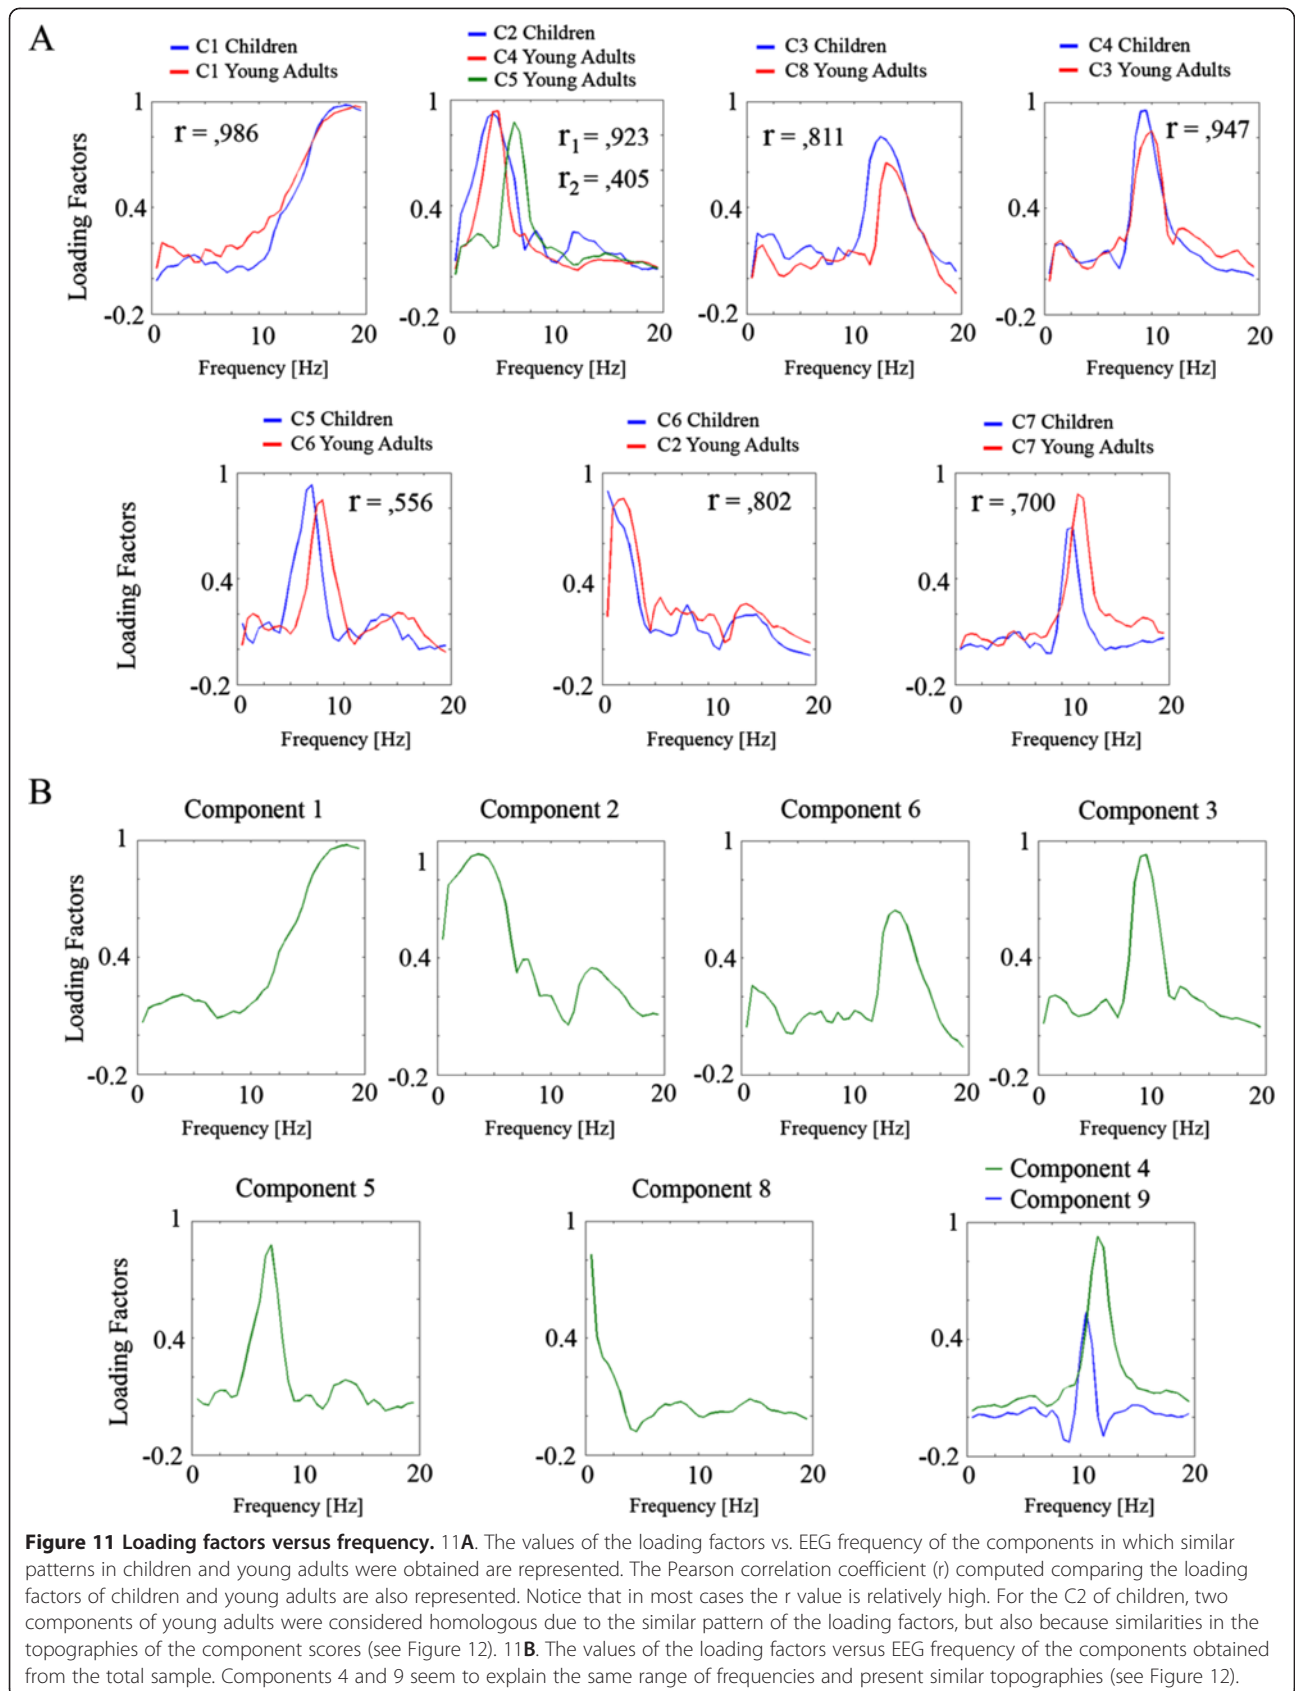 A
C1 Children
C1 Young Adults
C2 Children
C4 Young Adults
C5 Young Adults
C3 Children
C8 Young Adults
C4 Children
C3 Young Adults
1
r = ,986
Loading Factors
0.4
-0.2
0
10
20
Frequency [Hz]
1
r1 = ,923
r2 = ,405
0.4
-0.2
0
10
20
Frequency [Hz]
1
r = ,811
0.4
-0.2
0
10
20
Frequency [Hz]
1
r = ,947
0.4
-0.2
0
10
20
Frequency [Hz]
C5 Children
C6 Young Adults
C6 Children
C2 Young Adults
C7 Children
C7 Young Adults
1
r = ,556
Loading Factors
0.4
-0.2
0
10
20
Frequency [Hz]
1
r = ,802
0.4
-0.2
0
10
20
Frequency [Hz]
1
r = ,700
Loading Factors
0.4
-0.2
0
10
20
Frequency [Hz]
B
Component 1
1
Loading Factors
0.4
-0.2
0
10
20
Frequency [Hz]
Component 2
1
0.4
-0.2
0
10
20
Frequency [Hz]
Component 6
1
0.4
-0.2
0
10
20
Frequency [Hz]
Component 3
1
0.4
-0.2
0
10
20
Frequency [Hz]
Component 5
1
Loading Factors
0.4
-0.2
0
10
20
Frequency [Hz]
Component 8
1
0.4
-0.2
0
10
20
Frequency [Hz]
Component 4
Component 9
1
0.4
-0.2
0
10
20
Frequency [Hz]
Figure 11 Loading factors versus frequency. 11A. The values of the loading factors vs. EEG frequency of the components in which similar
patterns in children and young adults were obtained are represented. The Pearson correlation coefficient (r) computed comparing the loading
factors of children and young adults are also represented. Notice that in most cases the r value is relatively high. For the C2 of children, two
components of young adults were considered homologous due to the similar pattern of the loading factors, but also because similarities in the
topographies of the component scores (see Figure 12). 11B. The values of the loading factors versus EEG frequency of the components obtained
from the total sample. Components 4 and 9 seem to explain the same range of frequencies and present similar topographies (see Figure 12).